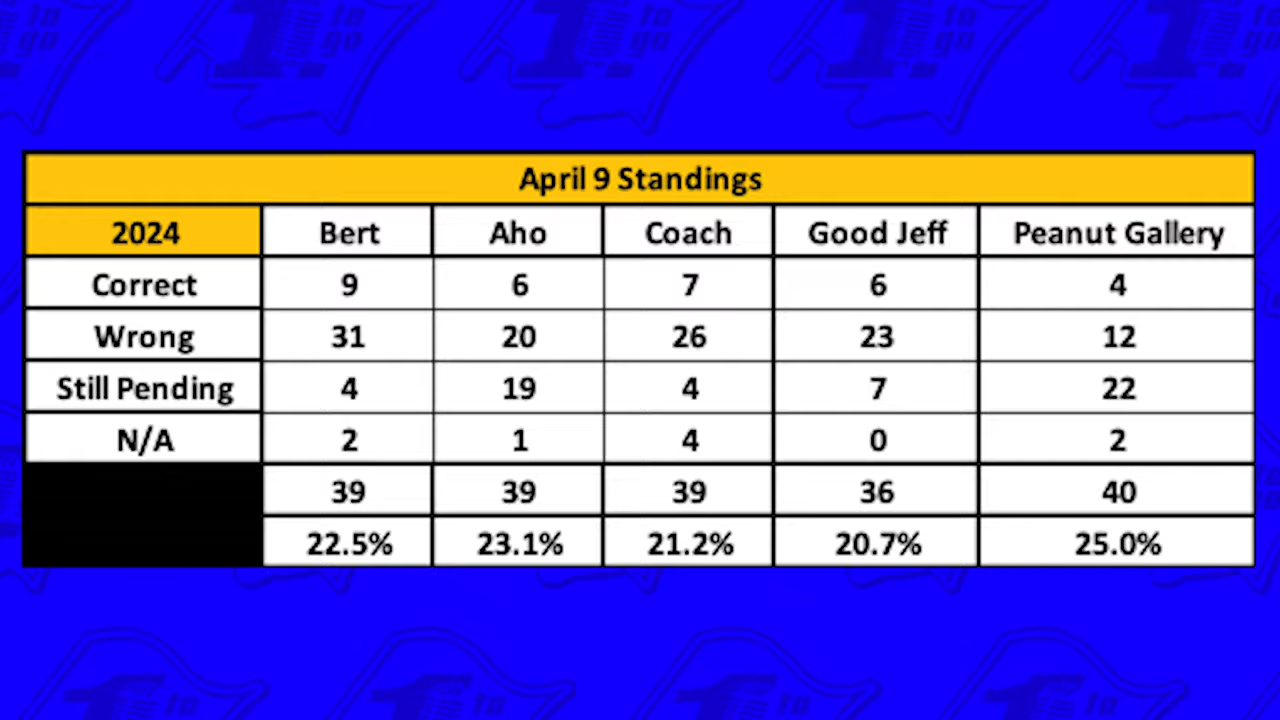 April 9 Standings
2024 Bert Aho Coach Good Jeff Peanut Gallery
Correct 9 6 7 6 4
Wrong 31 20 26 23 12
Still Pending 4 19 4 7 22
N/A 2 1 4 0 2
39 39 39 36 40
22.5% 23.1% 21.2% 20.7% 25.0%